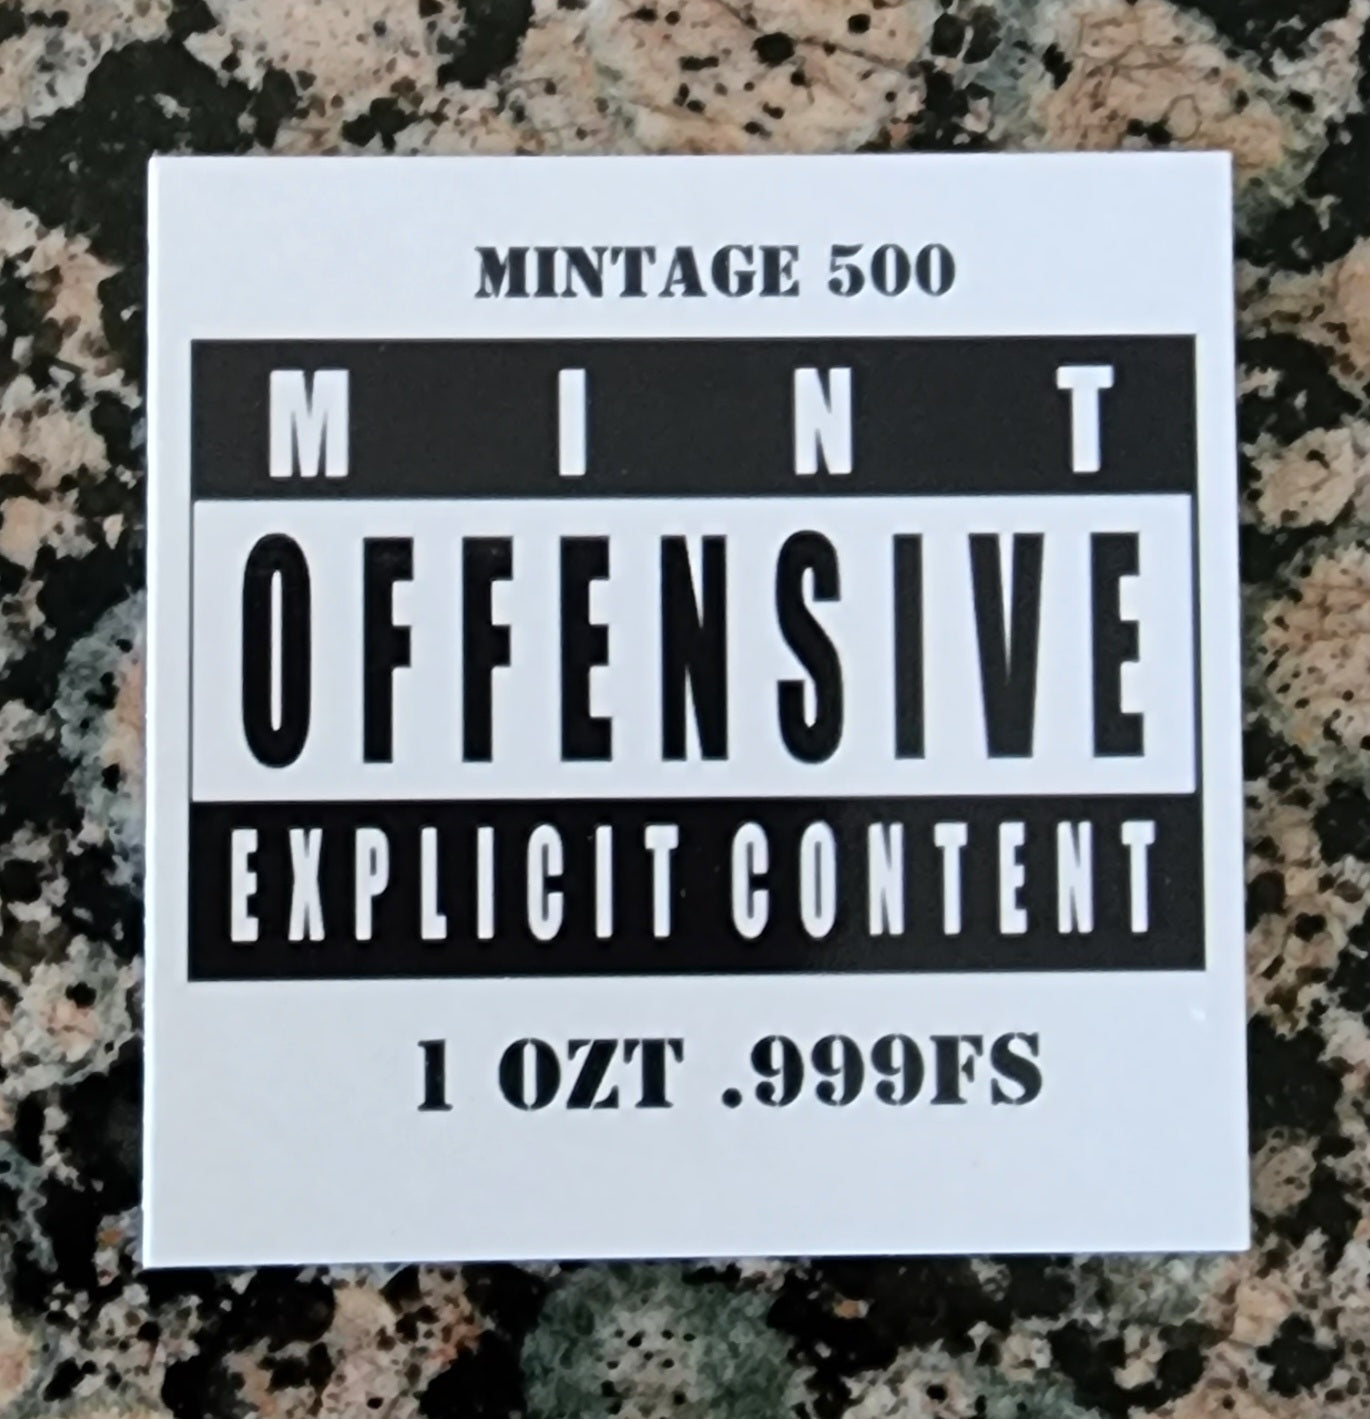 MINTAGE 500
MINT
OFFENSIVE
EXPLICIT CONTENT
1 OZT .999FS